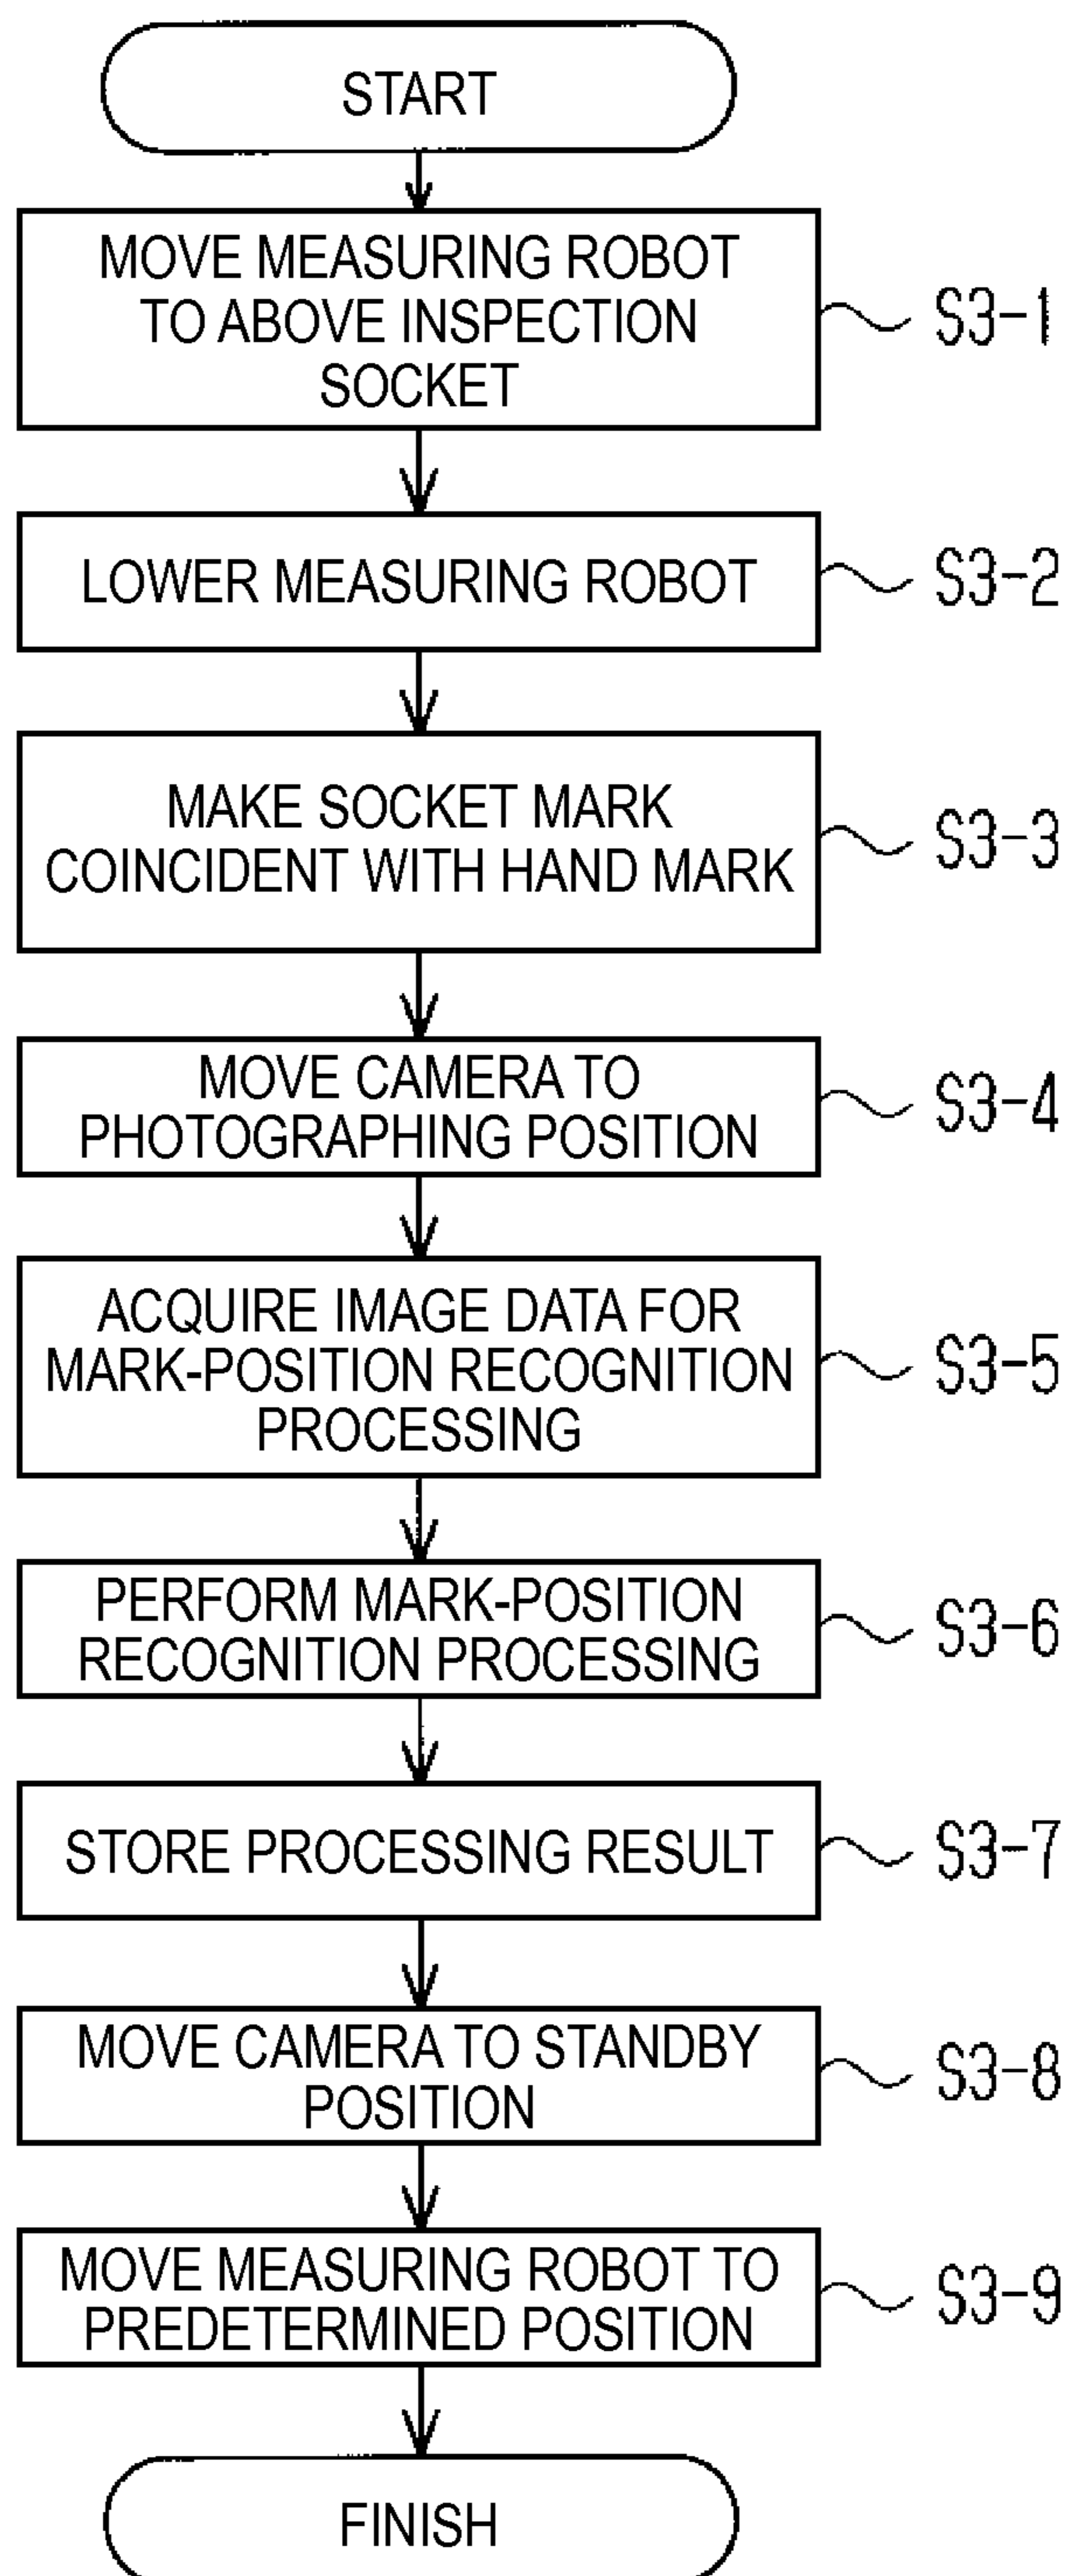 START
MOVE MEASURING ROBOT
TO ABOVE INSPECTION
SOCKET
S3-1
LOWER MEASURING ROBOT
S3-2
MAKE SOCKET MARK
COINCIDENT WITH HAND MARK
S3-3
MOVE CAMERA TO
PHOTOGRAPHING POSITION
S3-4
ACQUIRE IMAGE DATA FOR
MARK-POSITION RECOGNITION
PROCESSING
S3-5
PERFORM MARK-POSITION
RECOGNITION PROCESSING
S3-6
STORE PROCESSING RESULT
S3-7
MOVE CAMERA TO STANDBY
POSITION
S3-8
MOVE MEASURING ROBOT TO
PREDETERMINED POSITION
S3-9
FINISH